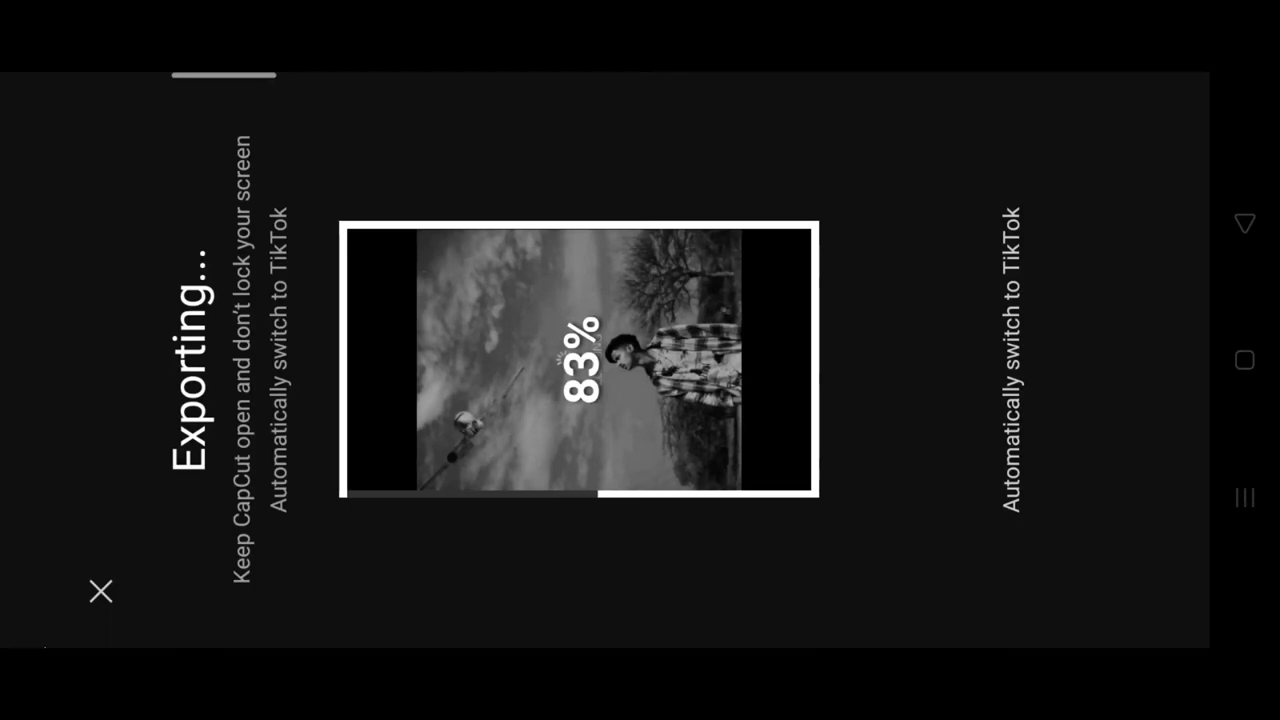 Exporting...
Keep CapCut open and don't lock your screen
Automatically switch to TikTok
83%
Automatically switch to TikTok